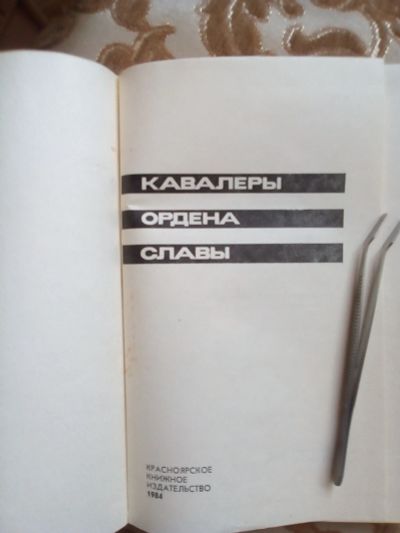 КАВАЛЕРЫ
ОРДЕНА
СЛАВЫ
КРАСНОЯРСКОЕ
КНИЖНОЕ
ИЗДАТЕЛЬСТВО
1984